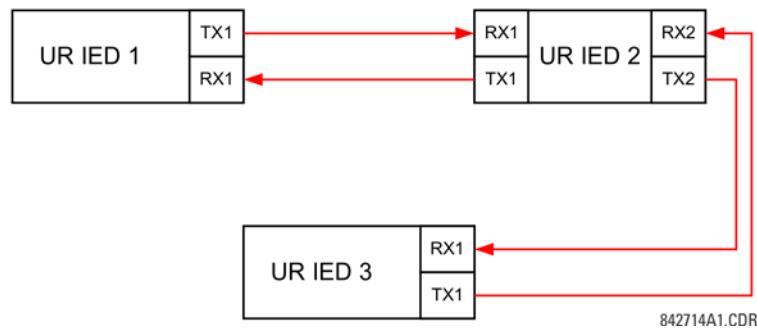 UR IED 1
TX1
RX1
RX1
TX1
UR IED 2
RX2
TX2
UR IED 3
RX1
TX1
842714A1.CDR